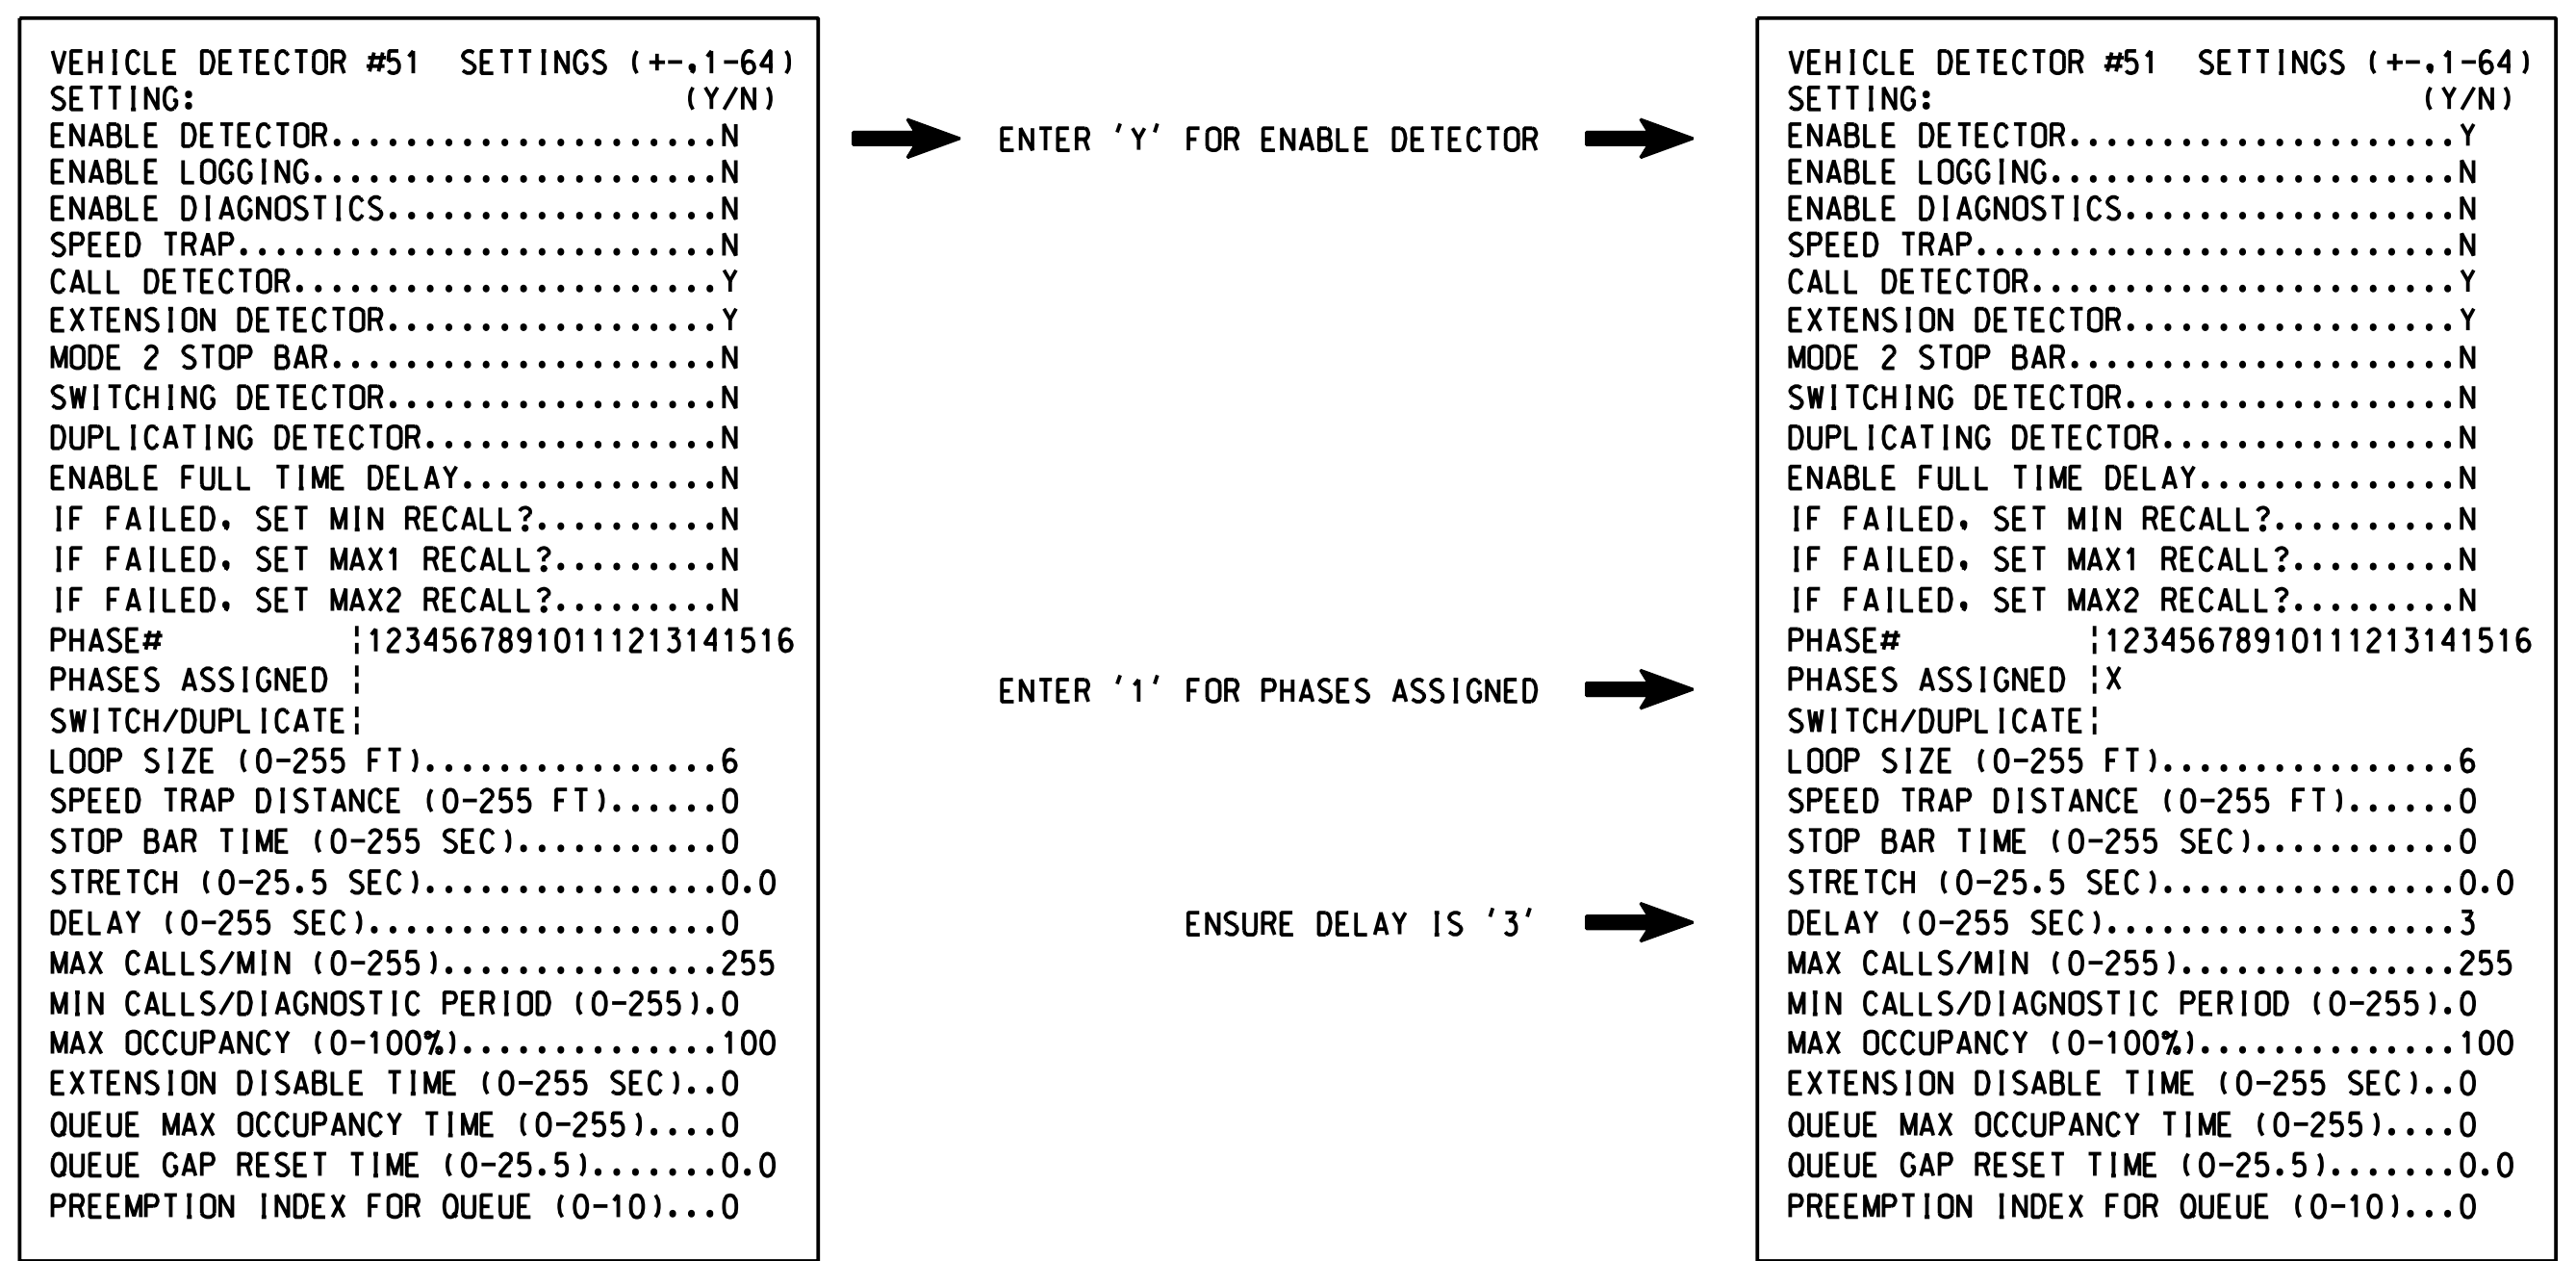 VEHICLE DETECTOR #51  SETTINGS (+-,1-64)
SETTING:                          (Y/N)
ENABLE DETECTOR.....................N
ENABLE LOGGING......................N
ENABLE DIAGNOSTICS..................N
SPEED TRAP..........................N
CALL DETECTOR.......................Y
EXTENSION DETECTOR..................Y
MODE 2 STOP BAR.....................N
SWITCHING DETECTOR..................N
DUPLICATING DETECTOR................N
ENABLE FULL TIME DELAY..............N
IF FAILED, SET MIN RECALL?..........N
IF FAILED, SET MAX1 RECALL?.........N
IF FAILED, SET MAX2 RECALL?.........N
PHASE#          ¦12345678910111213141516
PHASES ASSIGNED ¦
SWITCH/DUPLICATE¦
LOOP SIZE (0-255 FT)................6
SPEED TRAP DISTANCE (0-255 FT)......0
STOP BAR TIME (0-255 SEC)...........0
STRETCH (0-25.5 SEC)................0.0
DELAY (0-255 SEC)...................0
MAX CALLS/MIN (0-255)...............255
MIN CALLS/DIAGNOSTIC PERIOD (0-255).0
MAX OCCUPANCY (0-100%)..............100
EXTENSION DISABLE TIME (0-255 SEC)..0
QUEUE MAX OCCUPANCY TIME (0-255)....0
QUEUE GAP RESET TIME (0-25.5).......0.0
PREEMPTION INDEX FOR QUEUE (0-10)...0
ENTER 'Y' FOR ENABLE DETECTOR
ENTER '1' FOR PHASES ASSIGNED
ENSURE DELAY IS '3'
VEHICLE DETECTOR #51  SETTINGS (+-,1-64)
SETTING:                          (Y/N)
ENABLE DETECTOR.....................Y
ENABLE LOGGING......................N
ENABLE DIAGNOSTICS..................N
SPEED TRAP..........................N
CALL DETECTOR.......................Y
EXTENSION DETECTOR..................Y
MODE 2 STOP BAR.....................N
SWITCHING DETECTOR..................N
DUPLICATING DETECTOR................N
ENABLE FULL TIME DELAY..............N
IF FAILED, SET MIN RECALL?..........N
IF FAILED, SET MAX1 RECALL?.........N
IF FAILED, SET MAX2 RECALL?.........N
PHASE#          ¦12345678910111213141516
PHASES ASSIGNED ¦X
SWITCH/DUPLICATE¦
LOOP SIZE (0-255 FT)................6
SPEED TRAP DISTANCE (0-255 FT)......0
STOP BAR TIME (0-255 SEC)...........0
STRETCH (0-25.5 SEC)................0.0
DELAY (0-255 SEC)...................3
MAX CALLS/MIN (0-255)...............255
MIN CALLS/DIAGNOSTIC PERIOD (0-255).0
MAX OCCUPANCY (0-100%)..............100
EXTENSION DISABLE TIME (0-255 SEC)..0
QUEUE MAX OCCUPANCY TIME (0-255)....0
QUEUE GAP RESET TIME (0-25.5).......0.0
PREEMPTION INDEX FOR QUEUE (0-10)...0